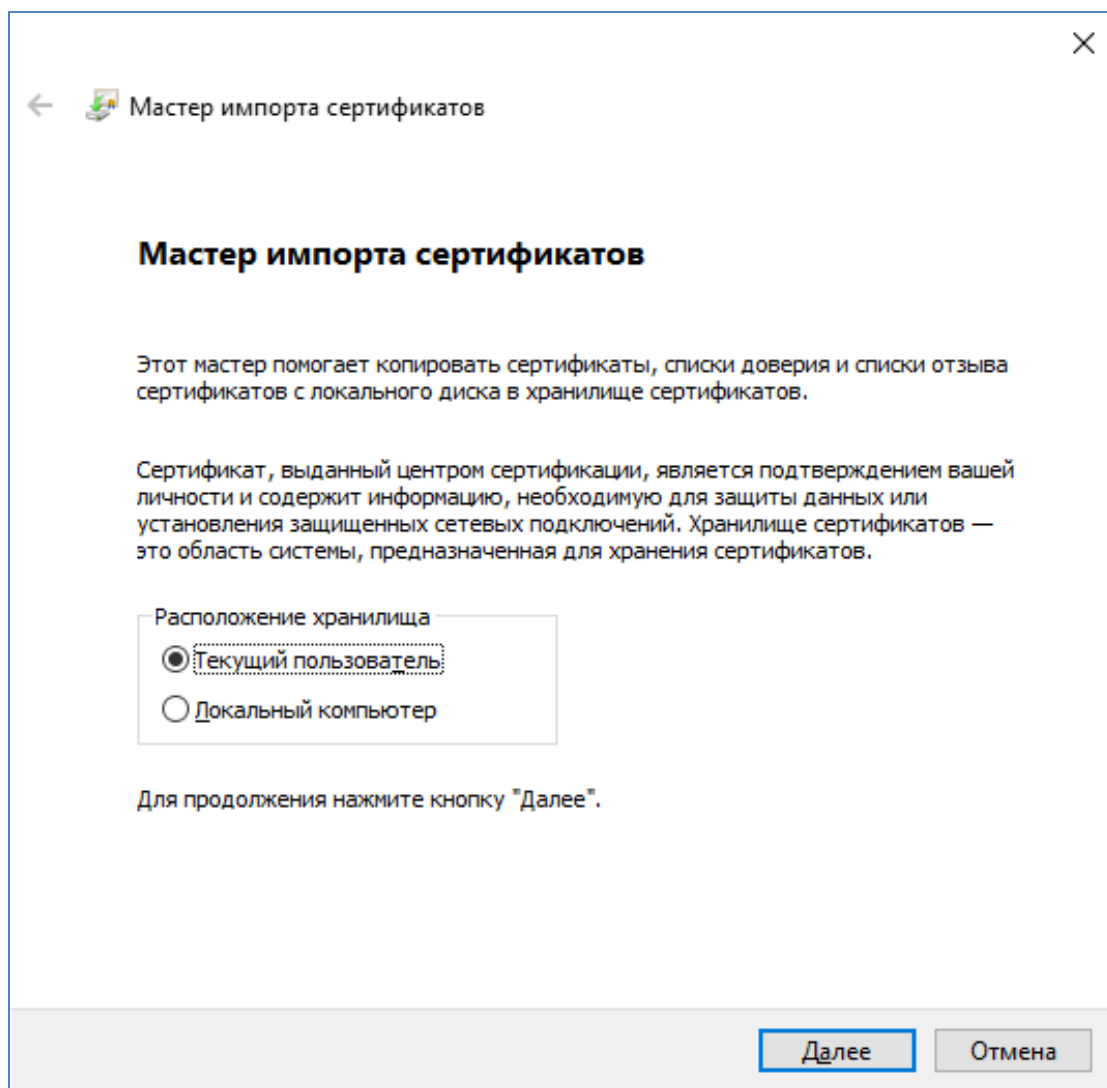 Мастер импорта сертификатов
Мастер импорта сертификатов
Этот мастер помогает копировать сертификаты, списки доверия и списки отзыва
сертификатов с локального диска в хранилище сертификатов.
Сертификат, выданный центром сертификации, является подтверждением вашей
личности и содержит информацию, необходимую для защиты данных или
установления защищенных сетевых подключений. Хранилище сертификатов —
это область системы, предназначенная для хранения сертификатов.
Расположение хранилища
Текущий пользователь
Локальный компьютер
Для продолжения нажмите кнопку "Далее".
Далее
Отмена